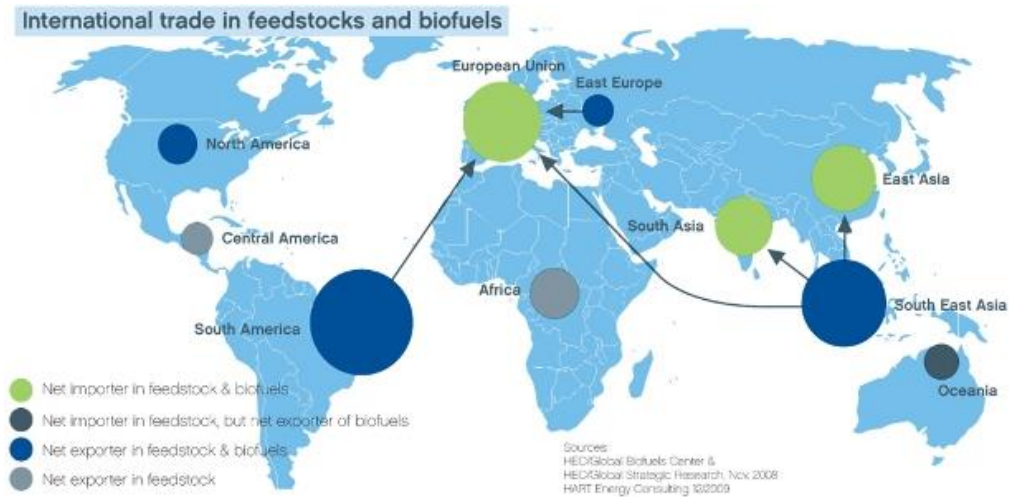 International trade in feedstocks and biofuels
European Union
East Europe
North America
East Asia
South Asia
Central America
Africa
South America
South East Asia
Oceania
Net importer in feedstock & biofuels
Net importer in feedstock, but net exporter of biofuels
Net exporter in feedstock & biofuels
Net exporter in feedstock
Sources
HEC/Global Biofuels Center &
HEC/Global Strategic Research, Nov, 2008
HART Energy Consulting 12/2009